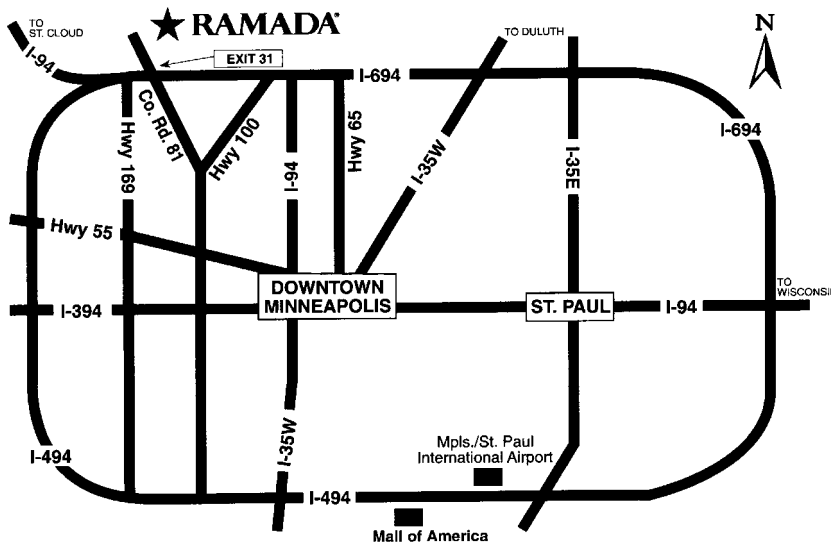 TO
ST. CLOUD
RAMADA®
EXIT 31
I-94
I-694
TO DULUTH
N
I-694
Co. Rd. 81
Hwy 100
Hwy 169
I-94
Hwy 65
I-35W
I-35E
Hwy 55
DOWNTOWN
MINNEAPOLIS
I-394
ST. PAUL
I-94
TO
WISCONSI
I-35W
I-494
Mpls./St. Paul
International Airport
I-494
Mall of America